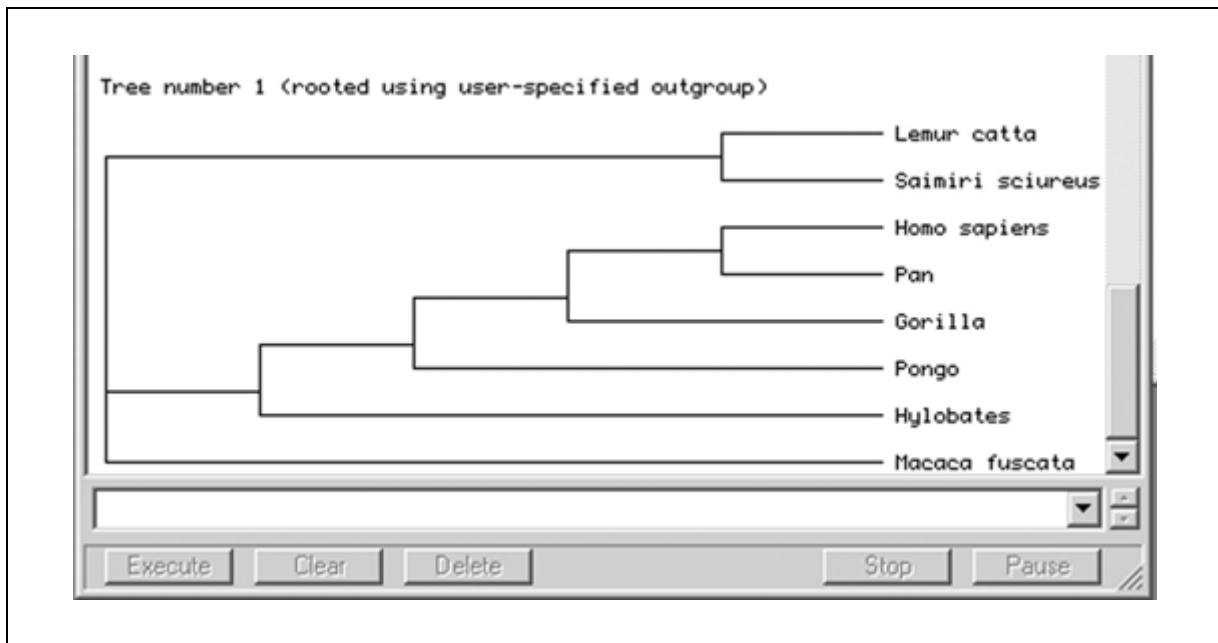 Tree number 1 (rooted using user-specified outgroup)
Lemur catta
Saimiri sciureus
Homo sapiens
Pan
Gorilla
Pongo
Hylobates
Macaca fuscata
Execute Clear Delete Stop Pause